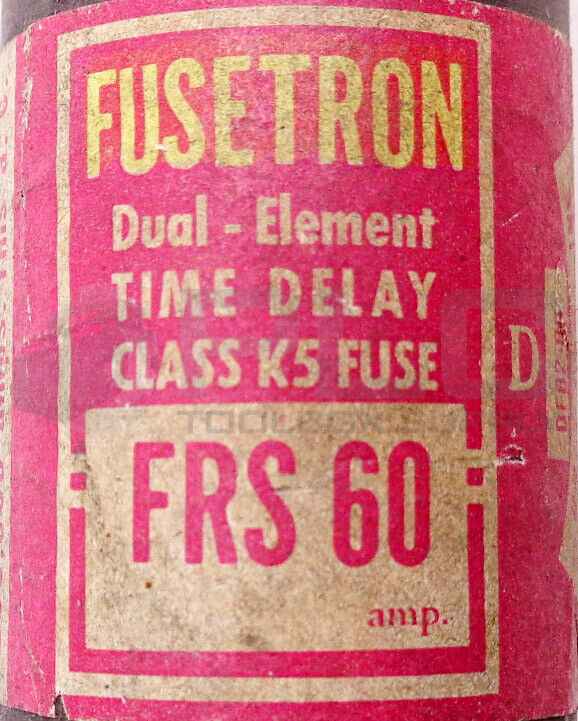 FUSETRON
Dual - Element
TIME DELAY
CLASS K5 FUSE
D
FRS 60
amp.